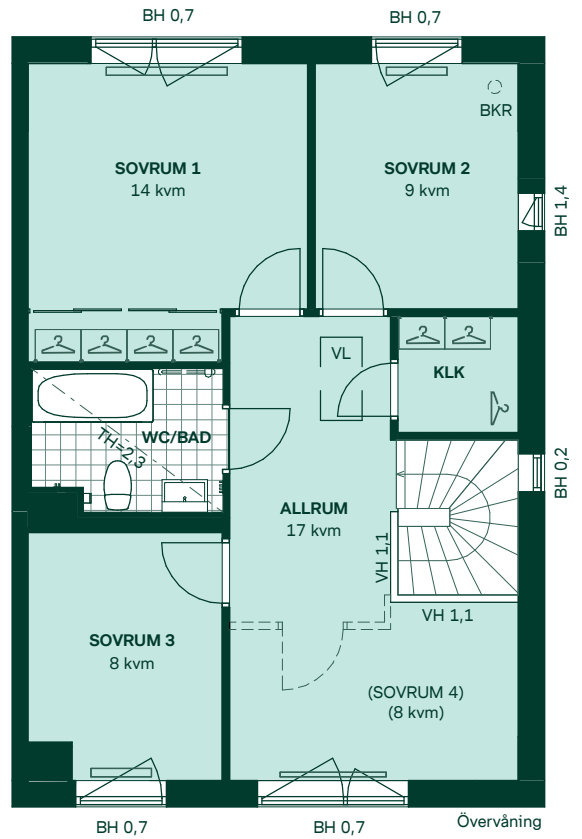 BH 0,7
BH 0,7
BKR
SOVRUM 1
14 kvm
SOVRUM 2
9 kvm
BH 1,4
VL
KLK
WC/BAD
TH=2,3
BH 0,2
ALLRUM
17 kvm
VH 1,1
VH 1,1
SOVRUM 3
8 kvm
(SOVRUM 4)
(8 kvm)
BH 0,7
BH 0,7
Övervåning